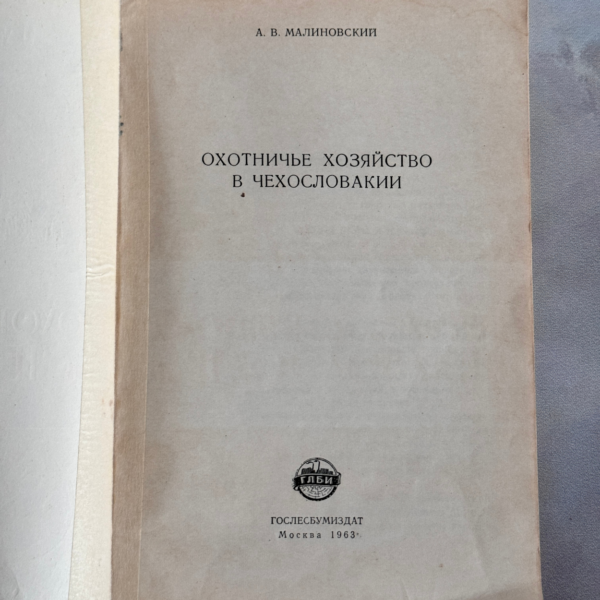 А. В. МАЛИНОВСКИЙ
ОХОТНИЧЬЕ ХОЗЯЙСТВО
В ЧЕХОСЛОВАКИИ
ГЛБИ
ГОСЛЕСБУМИЗДАТ
Москва 1963